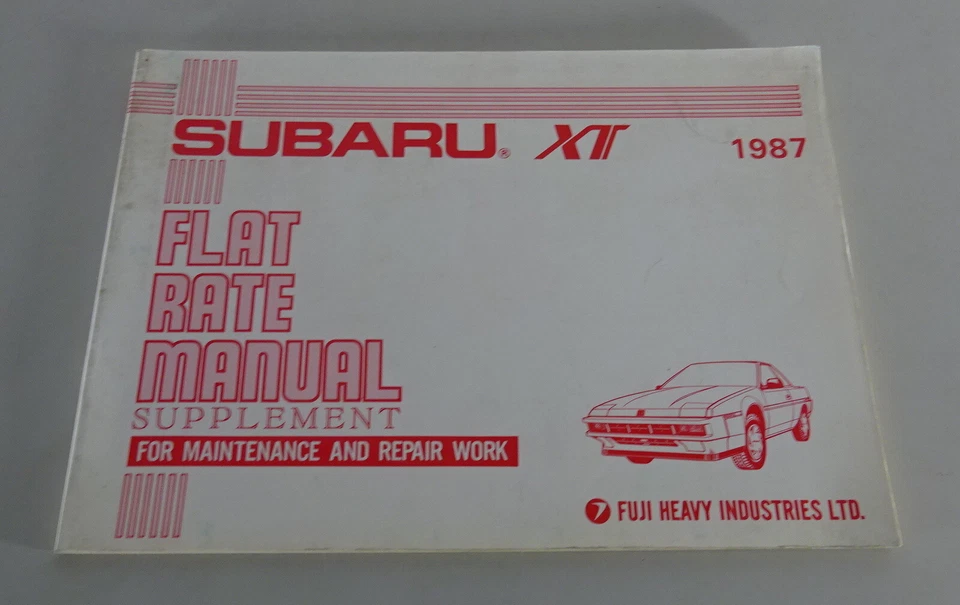 SUBARU® XT 1987
FLAT
RATE
MANUAL
SUPPLEMENT
FOR MAINTENANCE AND REPAIR WORK
FUJI HEAVY INDUSTRIES LTD.